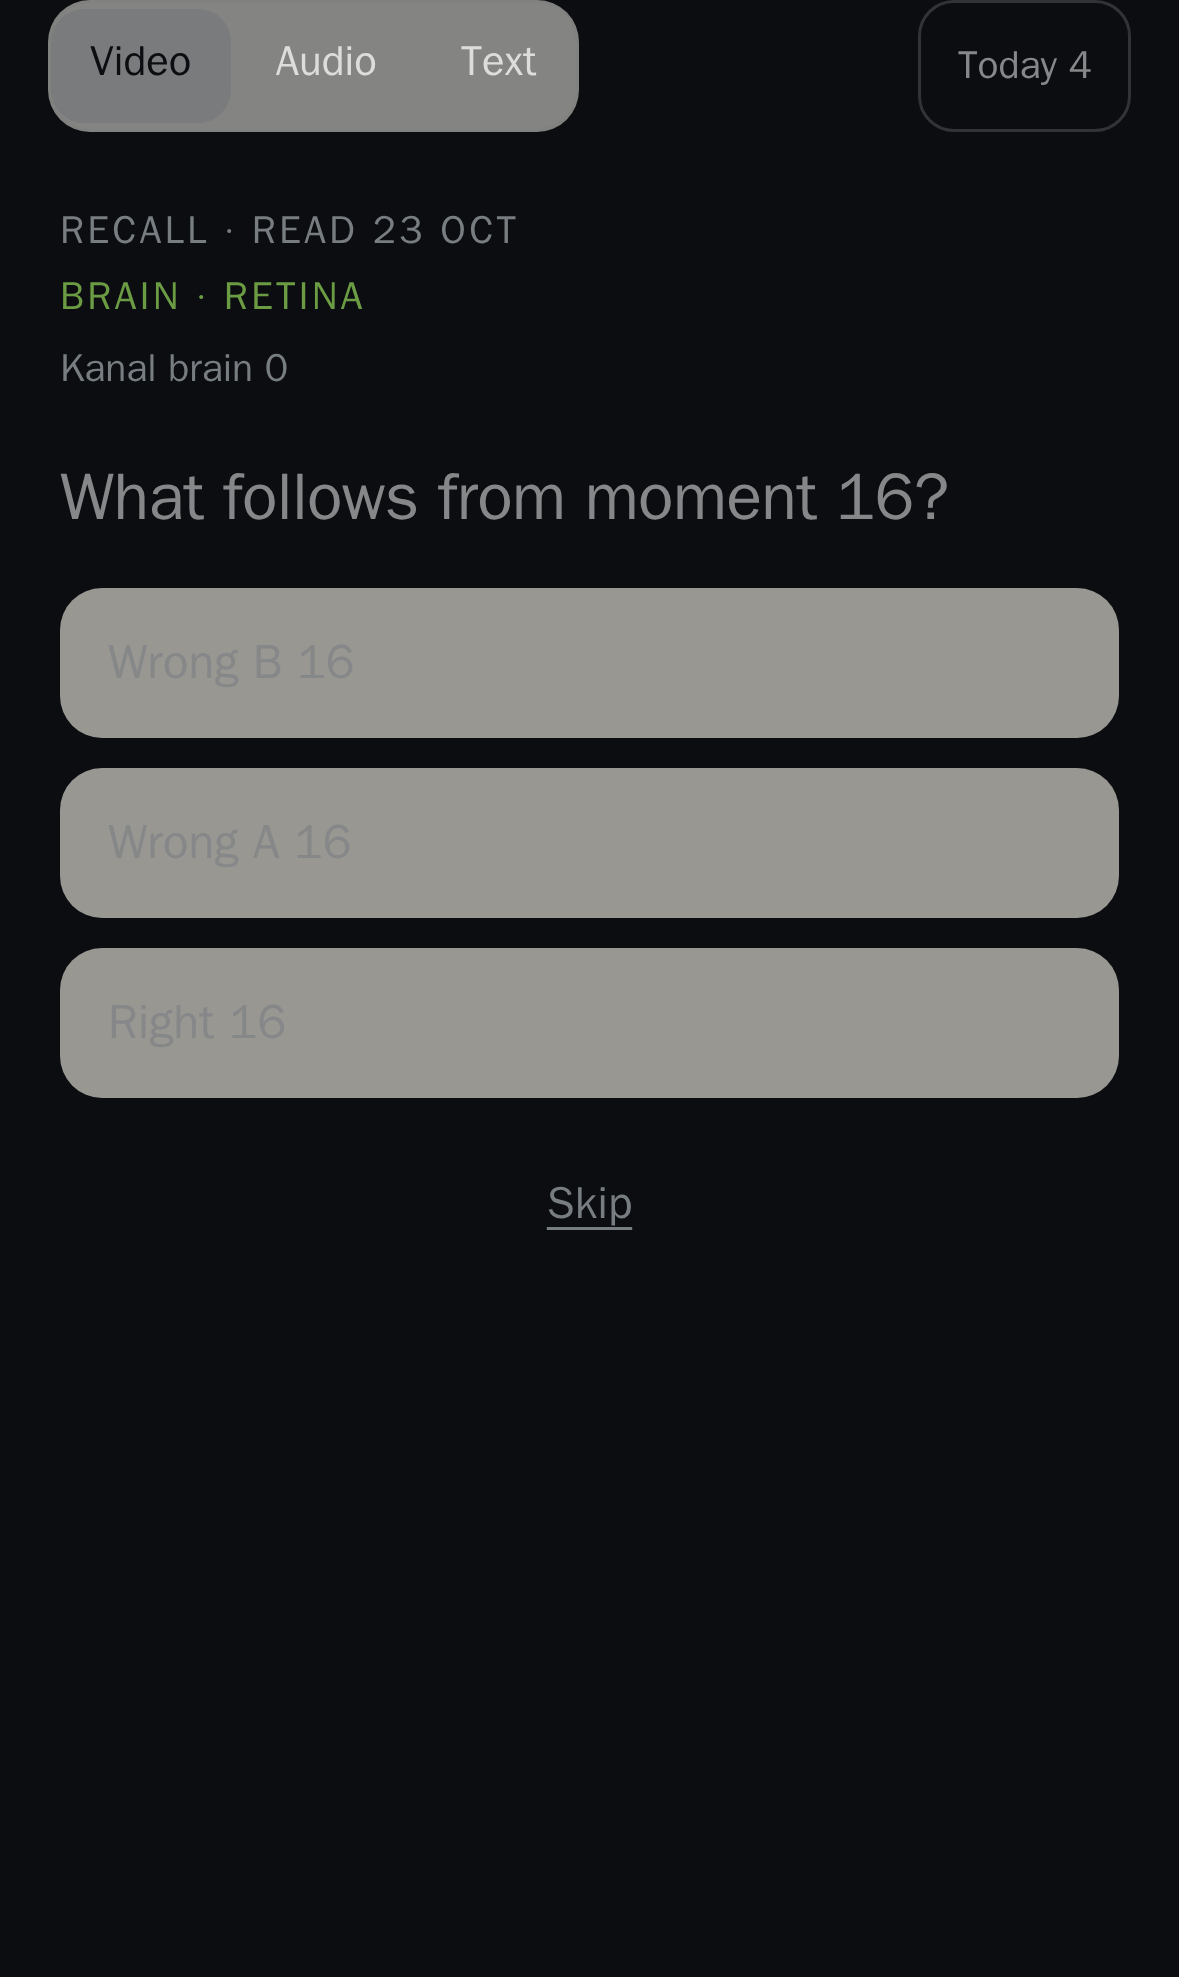 Video Audio Text Today 4
RECALL · READ 23 OCT
BRAIN · RETINA
Kanal brain 0
What follows from moment 16?
Wrong B 16
Wrong A 16
Right 16
Skip